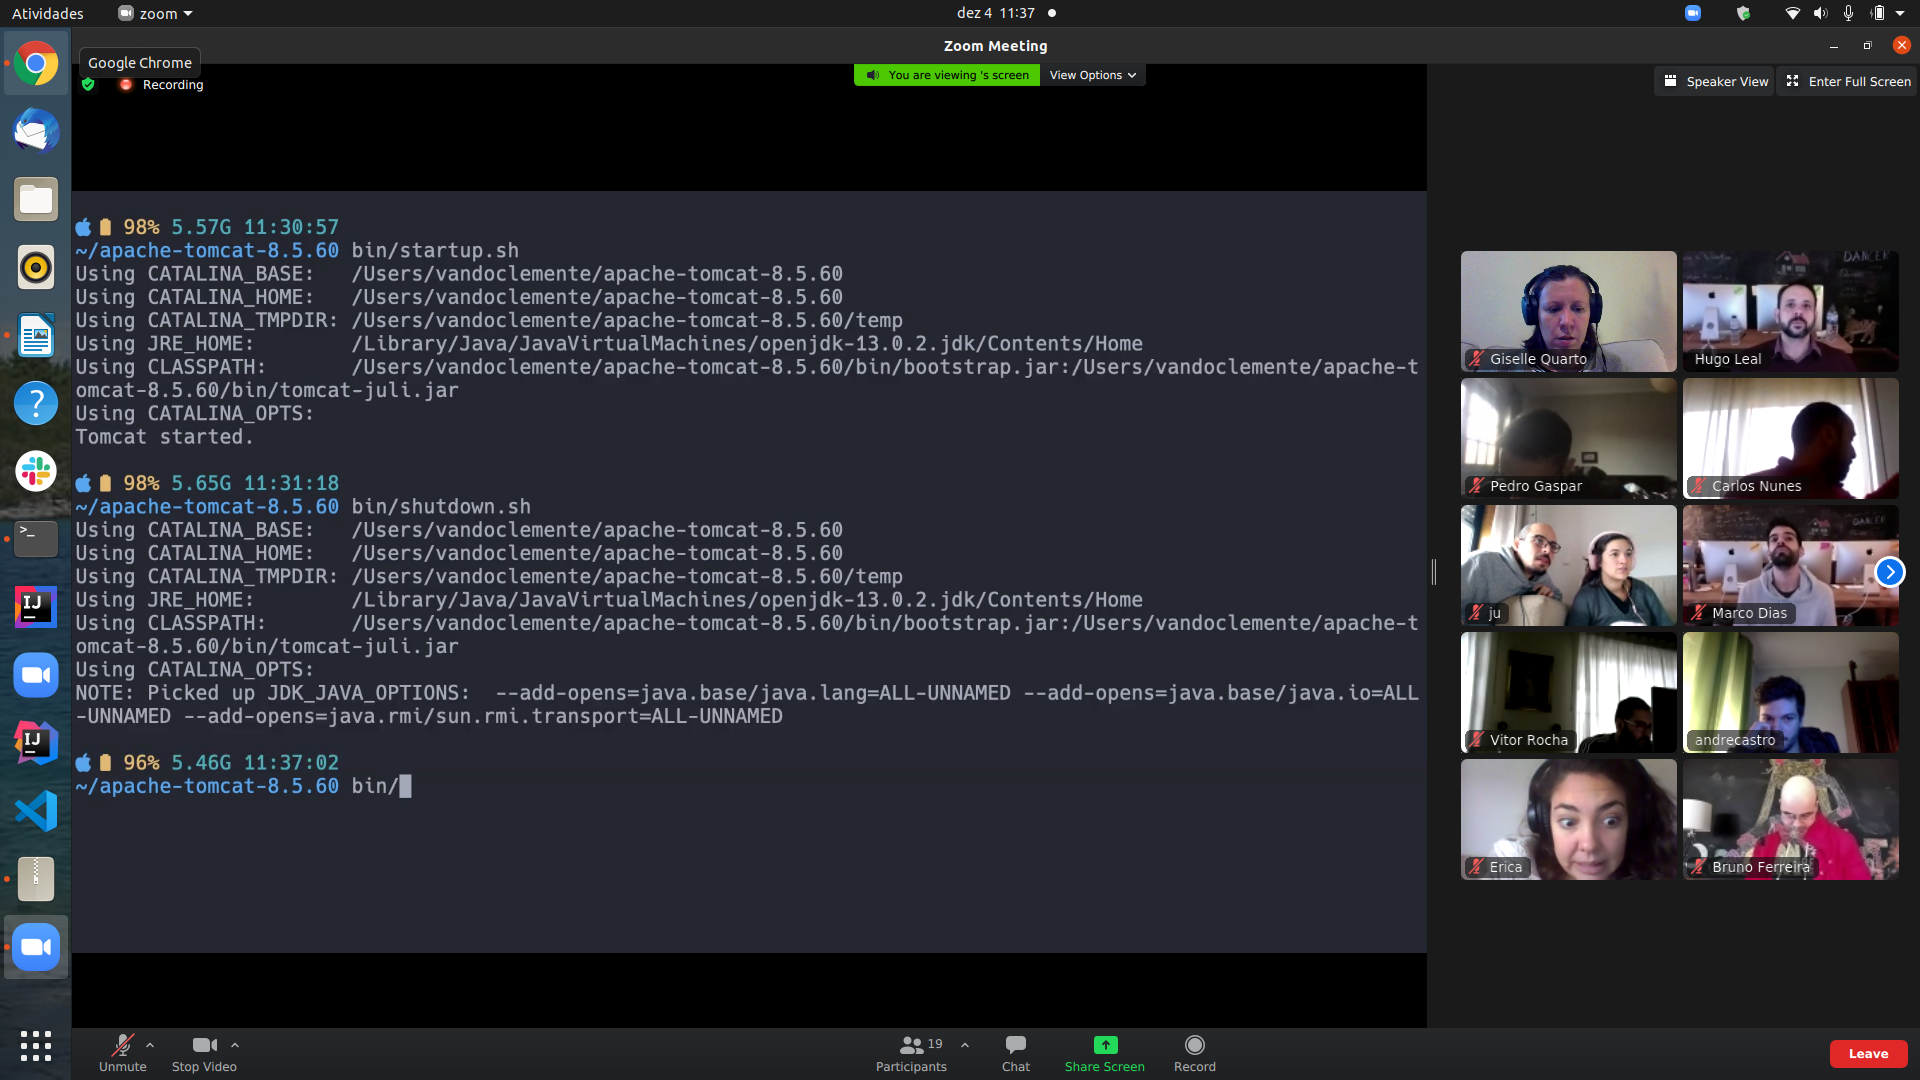 Atividades
zoom
dez 4 11:37
Zoom Meeting
Google Chrome
Recording
You are viewing 's screen
View Options
Speaker View
Enter Full Screen
98% 5.57G 11:30:57
~/apache-tomcat-8.5.60 bin/startup.sh
Using CATALINA_BASE: /Users/vandoclemente/apache-tomcat-8.5.60
Using CATALINA_HOME: /Users/vandoclemente/apache-tomcat-8.5.60
Using CATALINA_TMPDIR: /Users/vandoclemente/apache-tomcat-8.5.60/temp
Using JRE_HOME: /Library/Java/JavaVirtualMachines/openjdk-13.0.2.jdk/Contents/Home
Using CLASSPATH: /Users/vandoclemente/apache-tomcat-8.5.60/bin/bootstrap.jar:/Users/vandoclemente/apache-t
omcat-8.5.60/bin/tomcat-juli.jar
Using CATALINA_OPTS:
Tomcat started.
98% 5.65G 11:31:18
~/apache-tomcat-8.5.60 bin/shutdown.sh
Using CATALINA_BASE: /Users/vandoclemente/apache-tomcat-8.5.60
Using CATALINA_HOME: /Users/vandoclemente/apache-tomcat-8.5.60
Using CATALINA_TMPDIR: /Users/vandoclemente/apache-tomcat-8.5.60/temp
Using JRE_HOME: /Library/Java/JavaVirtualMachines/openjdk-13.0.2.jdk/Contents/Home
Using CLASSPATH: /Users/vandoclemente/apache-tomcat-8.5.60/bin/bootstrap.jar:/Users/vandoclemente/apache-t
omcat-8.5.60/bin/tomcat-juli.jar
Using CATALINA_OPTS:
NOTE: Picked up JDK_JAVA_OPTIONS: --add-opens=java.base/java.lang=ALL-UNNAMED --add-opens=java.base/java.io=ALL
-UNNAMED --add-opens=java.rmi/sun.rmi.transport=ALL-UNNAMED
96% 5.46G 11:37:02
~/apache-tomcat-8.5.60 bin/
DANCER
Giselle Quarto
Hugo Leal
Pedro Gaspar
Carlos Nunes
ju
Marco Dias
Vitor Rocha
andrecastro
Erica
Bruno Ferreira
IJ
IJ
Unmute
Stop Video
19
Participants
Chat
Share Screen
Record
Leave